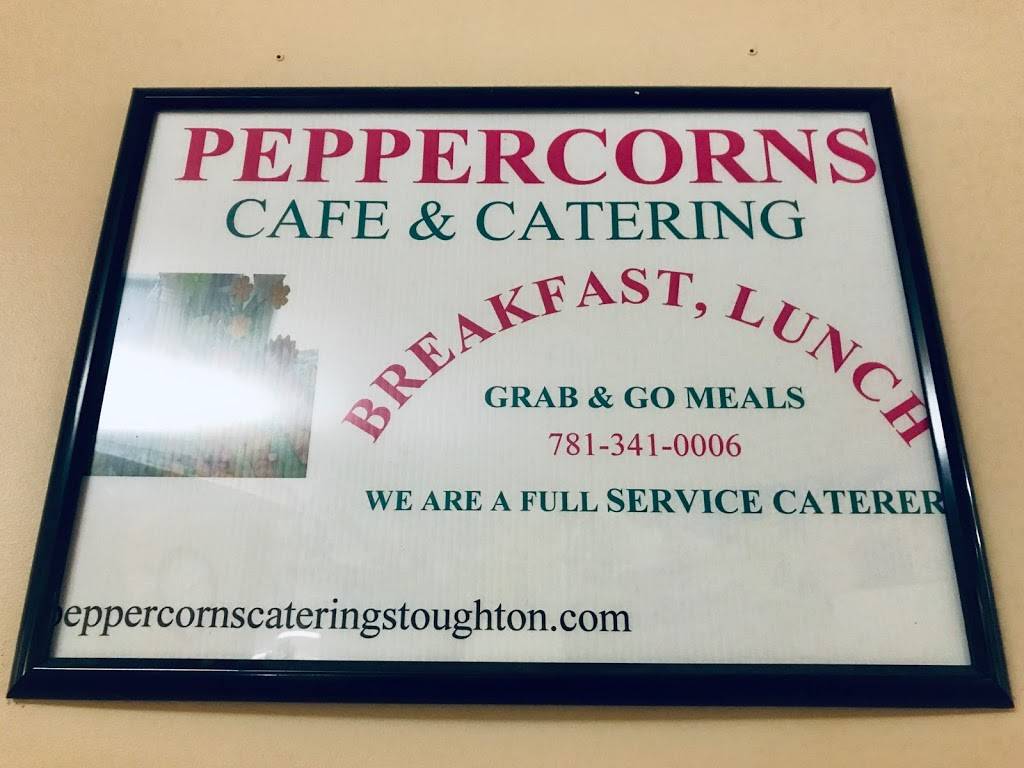 PEPPERCORNS
CAFE & CATERING
BREAKFAST, LUNCH
GRAB & GO MEALS
781-341-0006
WE ARE A FULL SERVICE CATERER
peppercornscateringstoughton.com